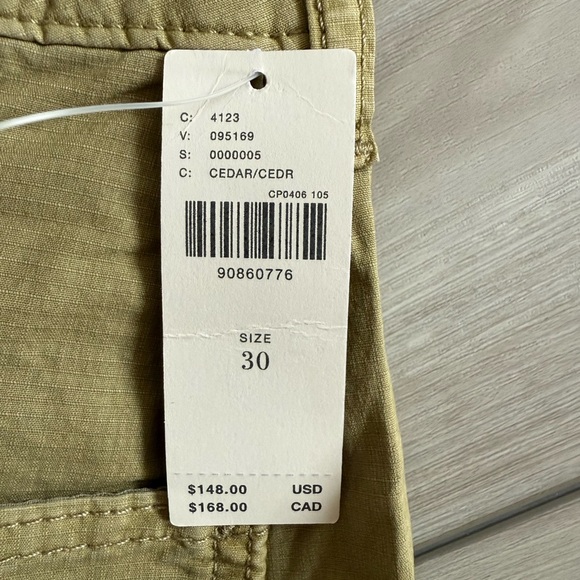 C: 4123
V: 095169
S: 0000005
C: CEDAR/CEDR
CP0406 105
90860776
SIZE
30
$148.00 USD
$168.00 CAD